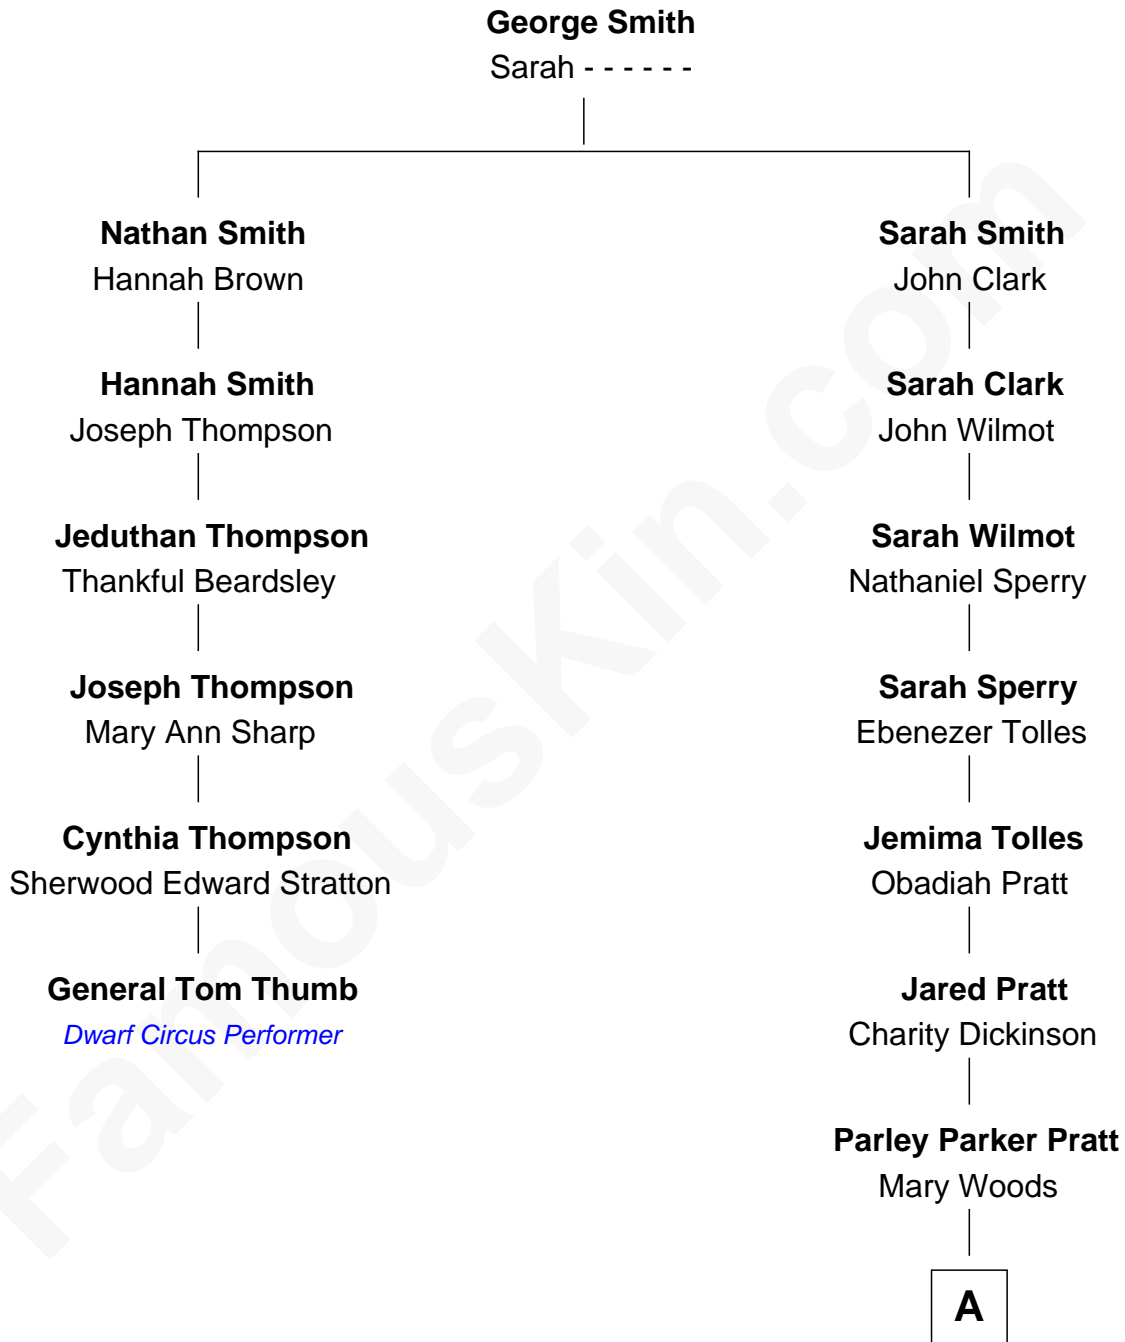 George Smith
Sarah - - - - - -
Nathan Smith
Hannah Brown
Hannah Smith
Joseph Thompson
Jeduthan Thompson
Thankful Beardsley
Joseph Thompson
Mary Ann Sharp
Cynthia Thompson
Sherwood Edward Stratton
General Tom Thumb
Dwarf Circus Performer
Sarah Smith
John Clark
Sarah Clark
John Wilmot
Sarah Wilmot
Nathaniel Sperry
Sarah Sperry
Ebenezer Tolles
Jemima Tolles
Obadiah Pratt
Jared Pratt
Charity Dickinson
Parley Parker Pratt
Mary Woods
A
FamousKin.com